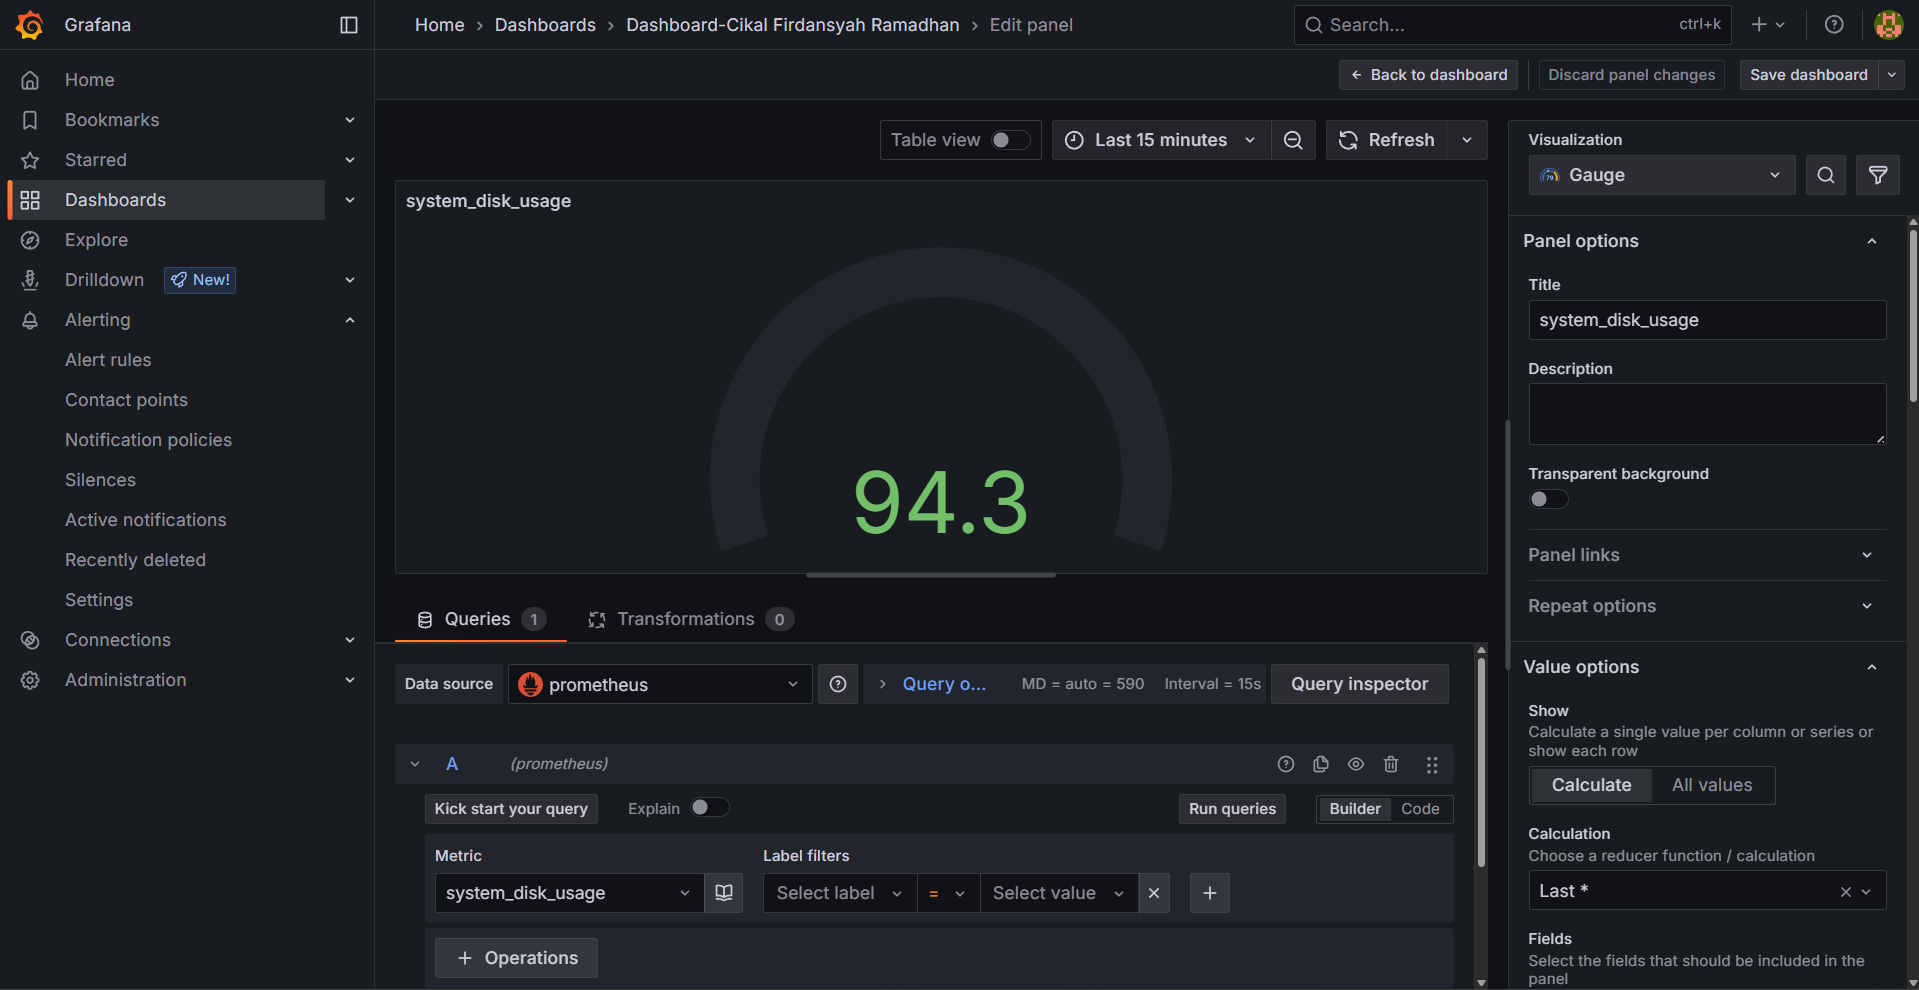 Grafana
Home
Dashboards
Dashboard-Cikal Firdansyah Ramadhan
Edit panel
Search...
ctrl+k
Back to dashboard
Discard panel changes
Save dashboard
Home
Bookmarks
Starred
Dashboards
Explore
Drilldown
New!
Alerting
Alert rules
Contact points
Notification policies
Silences
Active notifications
Recently deleted
Settings
Connections
Administration
Table view
Last 15 minutes
Refresh
system_disk_usage
94.3
Queries 1
Transformations 0
Data source
prometheus
Query o...
MD = auto = 590
Interval = 15s
Query inspector
A
(prometheus)
Kick start your query
Explain
Run queries
Builder
Code
Metric
Label filters
system_disk_usage
Select label
=
Select value
+ Operations
Visualization
79
Gauge
Panel options
Title
system_disk_usage
Description
Transparent background
Panel links
Repeat options
Value options
Show
Calculate a single value per column or series or
show each row
Calculate
All values
Calculation
Choose a reducer function / calculation
Last *
Fields
Select the fields that should be included in the
panel